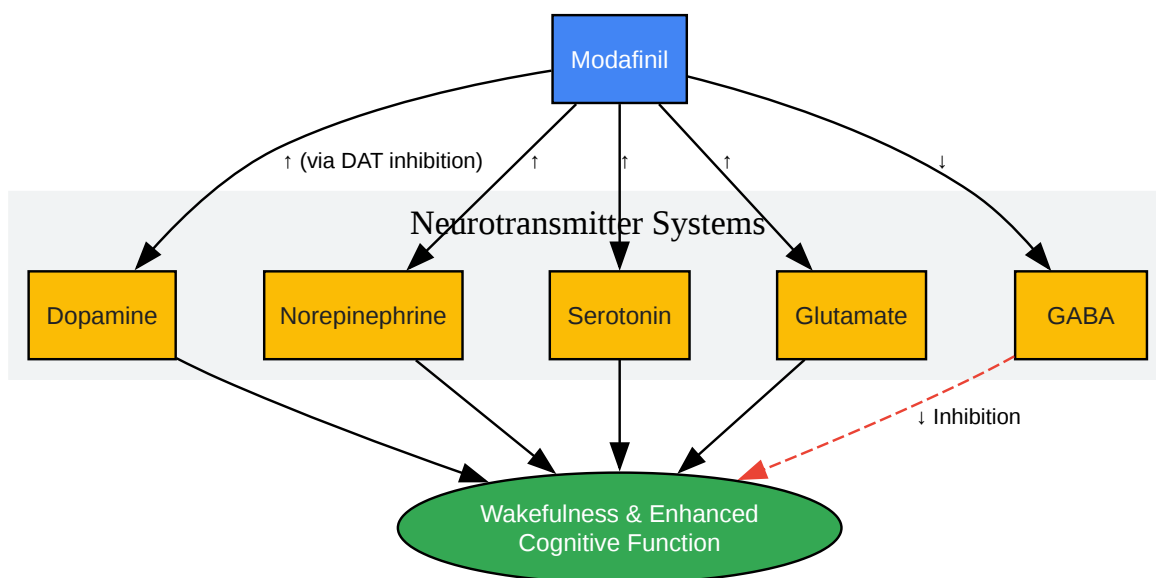 Modafinil
↑ (via DAT inhibition)
↑
↑
↑
↓
Neurotransmitter Systems
Dopamine
Norepinephrine
Serotonin
Glutamate
GABA
↓ Inhibition
Wakefulness & Enhanced
Cognitive Function